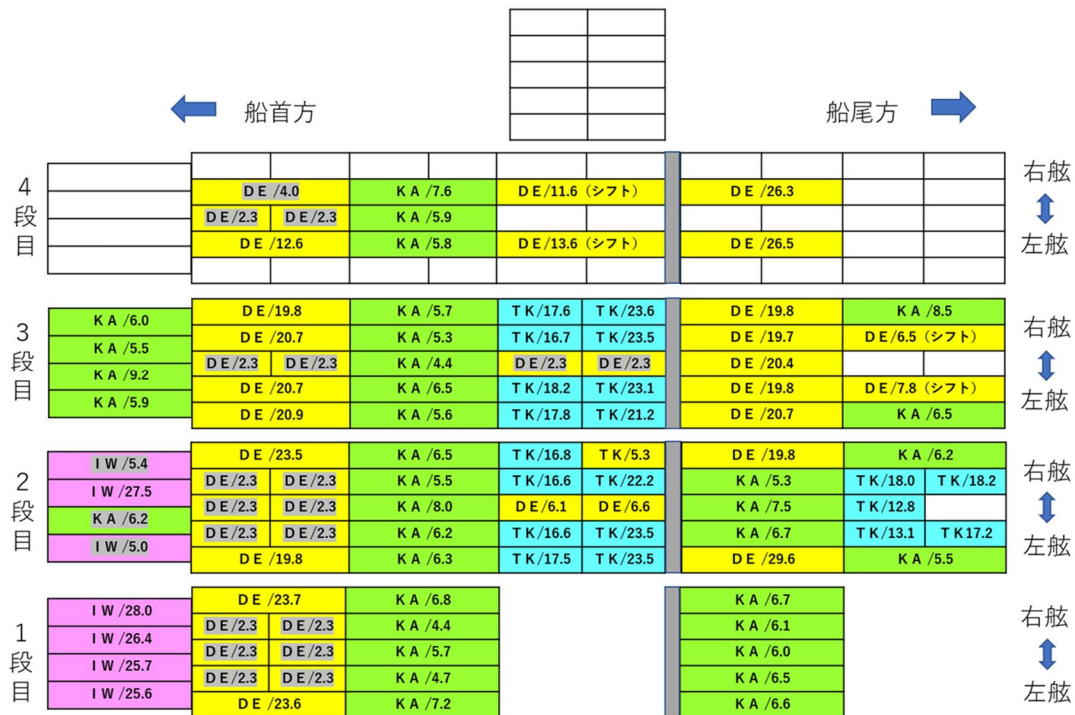 船首方 船尾方
4段目
右舷
左舷
DE/4.0 KA/7.6 DE/11.6（シフト） DE/26.3
DE/2.3 DE/2.3 KA/5.9
DE/12.6 KA/5.8 DE/13.6（シフト） DE/26.5
3段目
右舷
左舷
KA/6.0
KA/5.5
KA/9.2
KA/5.9
DE/19.8 KA/5.7 TK/17.6 TK/23.6 DE/19.8 KA/8.5
DE/20.7 KA/5.3 TK/16.7 TK/23.5 DE/19.7 DE/6.5（シフト）
DE/2.3 DE/2.3 KA/4.4 DE/2.3 DE/2.3 DE/20.4
DE/20.7 KA/6.5 TK/18.2 TK/23.1 DE/19.8 DE/7.8（シフト）
DE/20.9 KA/5.6 TK/17.8 TK/21.2 DE/20.7 KA/6.5
2段目
右舷
左舷
IW/5.4
IW/27.5
KA/6.2
IW/5.0
DE/23.5 KA/6.5 TK/16.8 TK/5.3 DE/19.8 KA/6.2
DE/2.3 DE/2.3 KA/5.5 TK/16.6 TK/22.2 KA/5.3 TK/18.0 TK/18.2
DE/2.3 DE/2.3 KA/8.0 DE/6.1 DE/6.6 KA/7.5 TK/12.8
DE/2.3 DE/2.3 KA/6.2 TK/16.6 TK/23.5 KA/6.7 TK/13.1 TK17.2
DE/19.8 KA/6.3 TK/17.5 TK/23.5 DE/29.6 KA/5.5
1段目
右舷
左舷
IW/28.0
IW/26.4
IW/25.7
IW/25.6
DE/23.7 KA/6.8 KA/6.7
DE/2.3 DE/2.3 KA/4.4 KA/6.1
DE/2.3 DE/2.3 KA/5.7 KA/6.0
DE/2.3 DE/2.3 KA/4.7 KA/6.5
DE/23.6 KA/7.2 KA/6.6